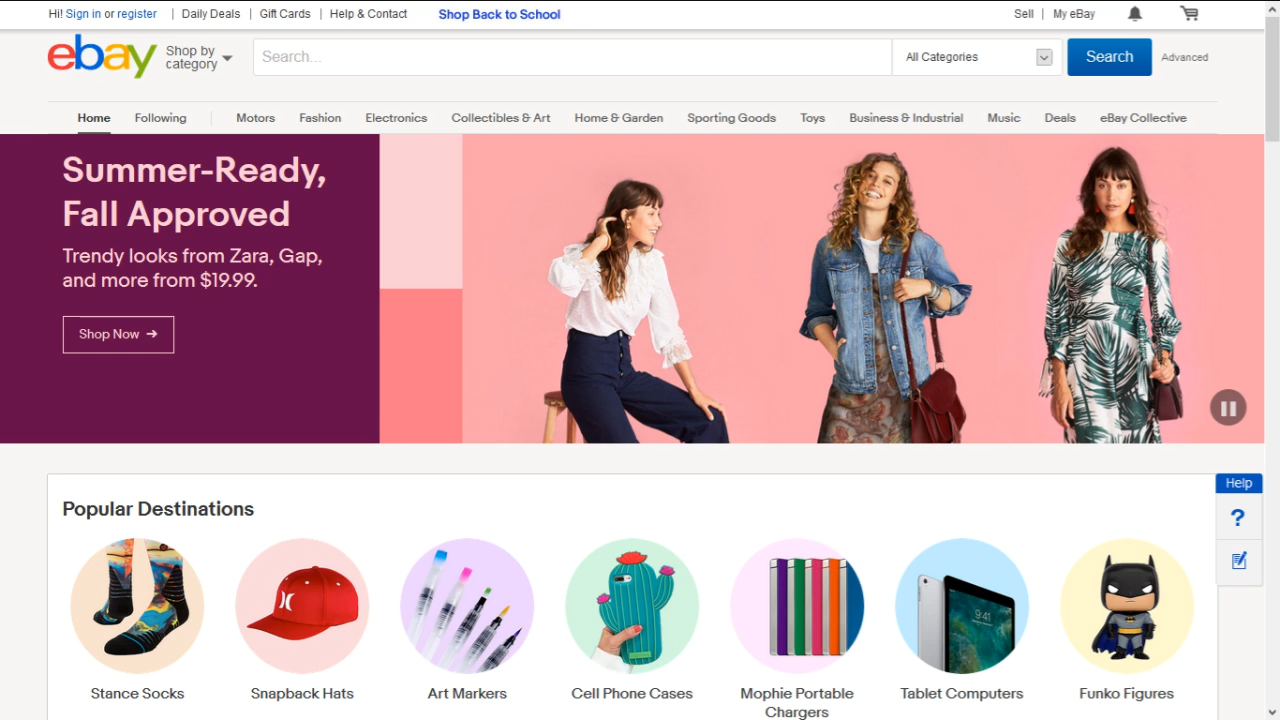 Hi! Sign in or register | Daily Deals | Gift Cards | Help & Contact Shop Back to School Sell | My eBay
ebay
Shop by
category
Search...
All Categories
Search
Advanced
Home Following Motors Fashion Electronics Collectibles & Art Home & Garden Sporting Goods Toys Business & Industrial Music Deals eBay Collective
Summer-Ready,
Fall Approved
Trendy looks from Zara, Gap,
and more from $19.99.
Shop Now →
Help
?
Popular Destinations
9:41
Stance Socks
Snapback Hats
Art Markers
Cell Phone Cases
Mophie Portable
Chargers
Tablet Computers
Funko Figures